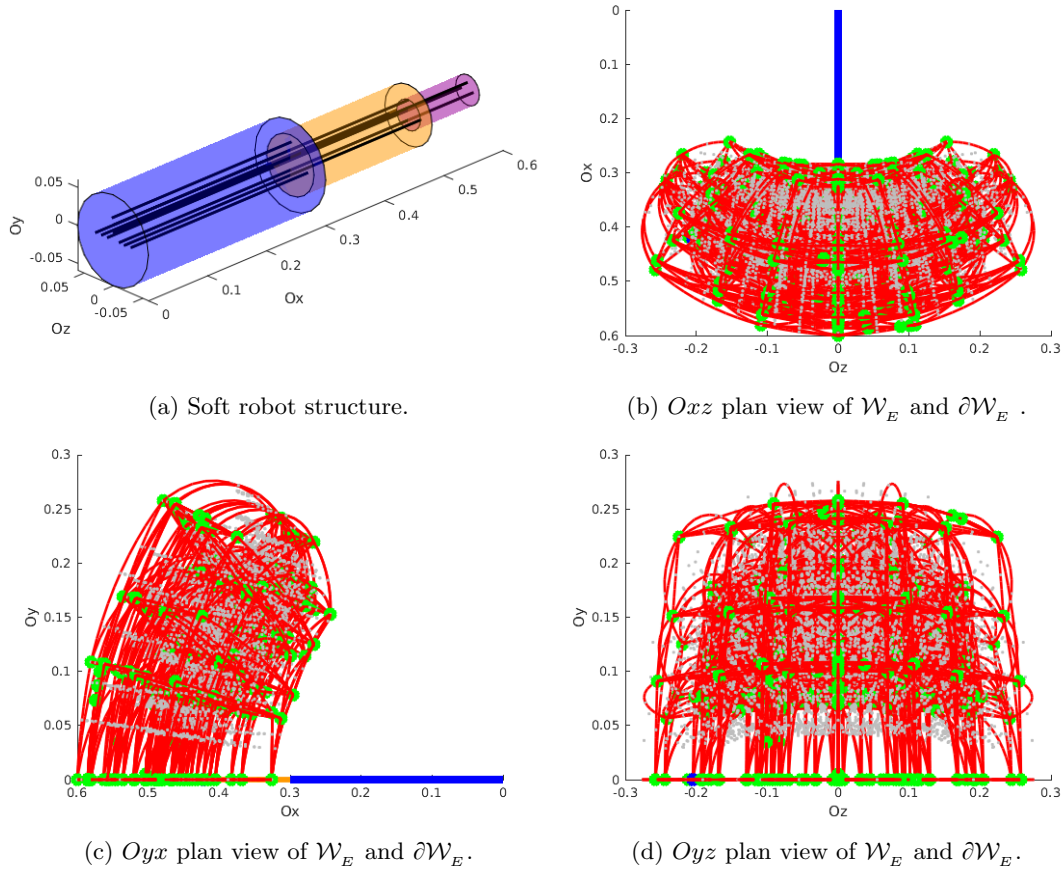 0.05
0
-0.05
Oy
0.05
0
-0.05
Oz
0
0.1
0.2
0.3
0.4
0.5
0.6
Ox
0
0.1
0.2
0.3
0.4
0.5
0.6
Ox
-0.3 -0.2 -0.1 0 0.1 0.2 0.3
Oz
(a) Soft robot structure.
(b) Oxz plan view of W_E and ∂W_E .
0.3
0.25
0.2
0.15
0.1
0.05
0
Oy
0.6 0.5 0.4 0.3 0.2 0.1 0
Ox
0.3
0.25
0.2
0.15
0.1
0.05
0
Oy
-0.3 -0.2 -0.1 0 0.1 0.2 0.3
Oz
(c) Oyx plan view of W_E and ∂W_E.
(d) Oyz plan view of W_E and ∂W_E.